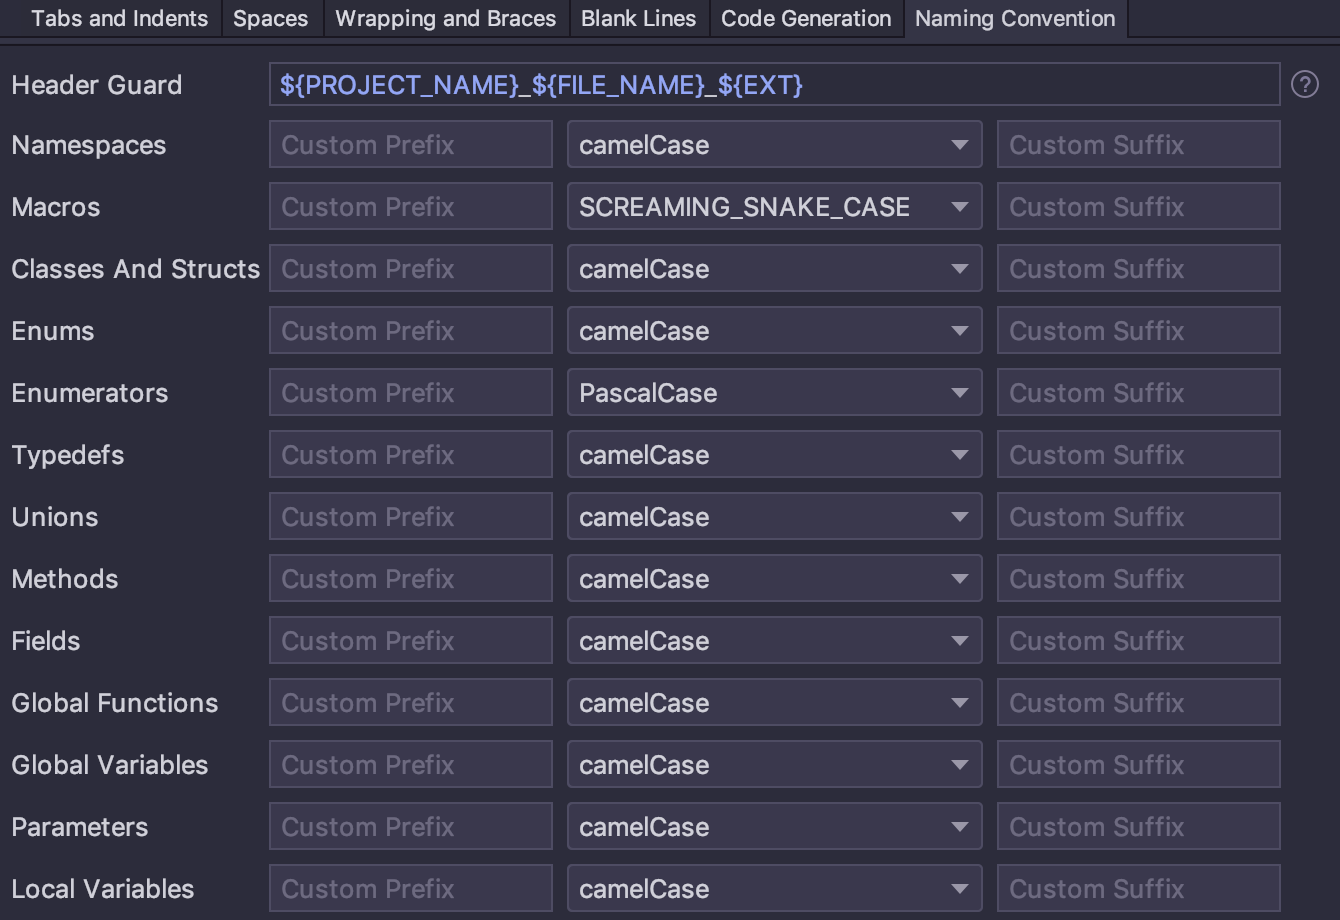 Tabs and Indents Spaces Wrapping and Braces Blank Lines Code Generation Naming Convention
Header Guard ${PROJECT_NAME}_${FILE_NAME}_${EXT} ?
Namespaces Custom Prefix camelCase Custom Suffix
Macros Custom Prefix SCREAMING_SNAKE_CASE Custom Suffix
Classes And Structs Custom Prefix camelCase Custom Suffix
Enums Custom Prefix camelCase Custom Suffix
Enumerators Custom Prefix PascalCase Custom Suffix
Typedefs Custom Prefix camelCase Custom Suffix
Unions Custom Prefix camelCase Custom Suffix
Methods Custom Prefix camelCase Custom Suffix
Fields Custom Prefix camelCase Custom Suffix
Global Functions Custom Prefix camelCase Custom Suffix
Global Variables Custom Prefix camelCase Custom Suffix
Parameters Custom Prefix camelCase Custom Suffix
Local Variables Custom Prefix camelCase Custom Suffix